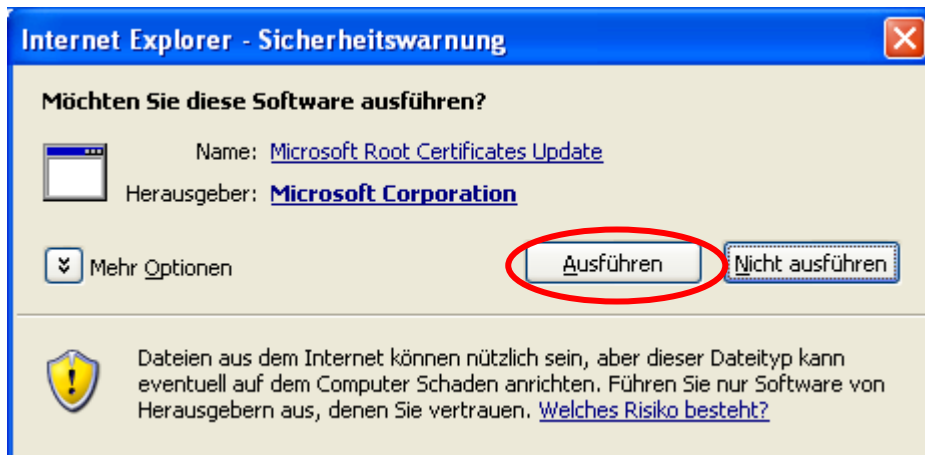 Internet Explorer - Sicherheitswarnung
Möchten Sie diese Software ausführen?
Name: Microsoft Root Certificates Update
Herausgeber: Microsoft Corporation
Mehr Optionen
Ausführen
Nicht ausführen
Dateien aus dem Internet können nützlich sein, aber dieser Dateityp kann
eventuell auf dem Computer Schaden anrichten. Führen Sie nur Software von
Herausgebern aus, denen Sie vertrauen. Welches Risiko besteht?